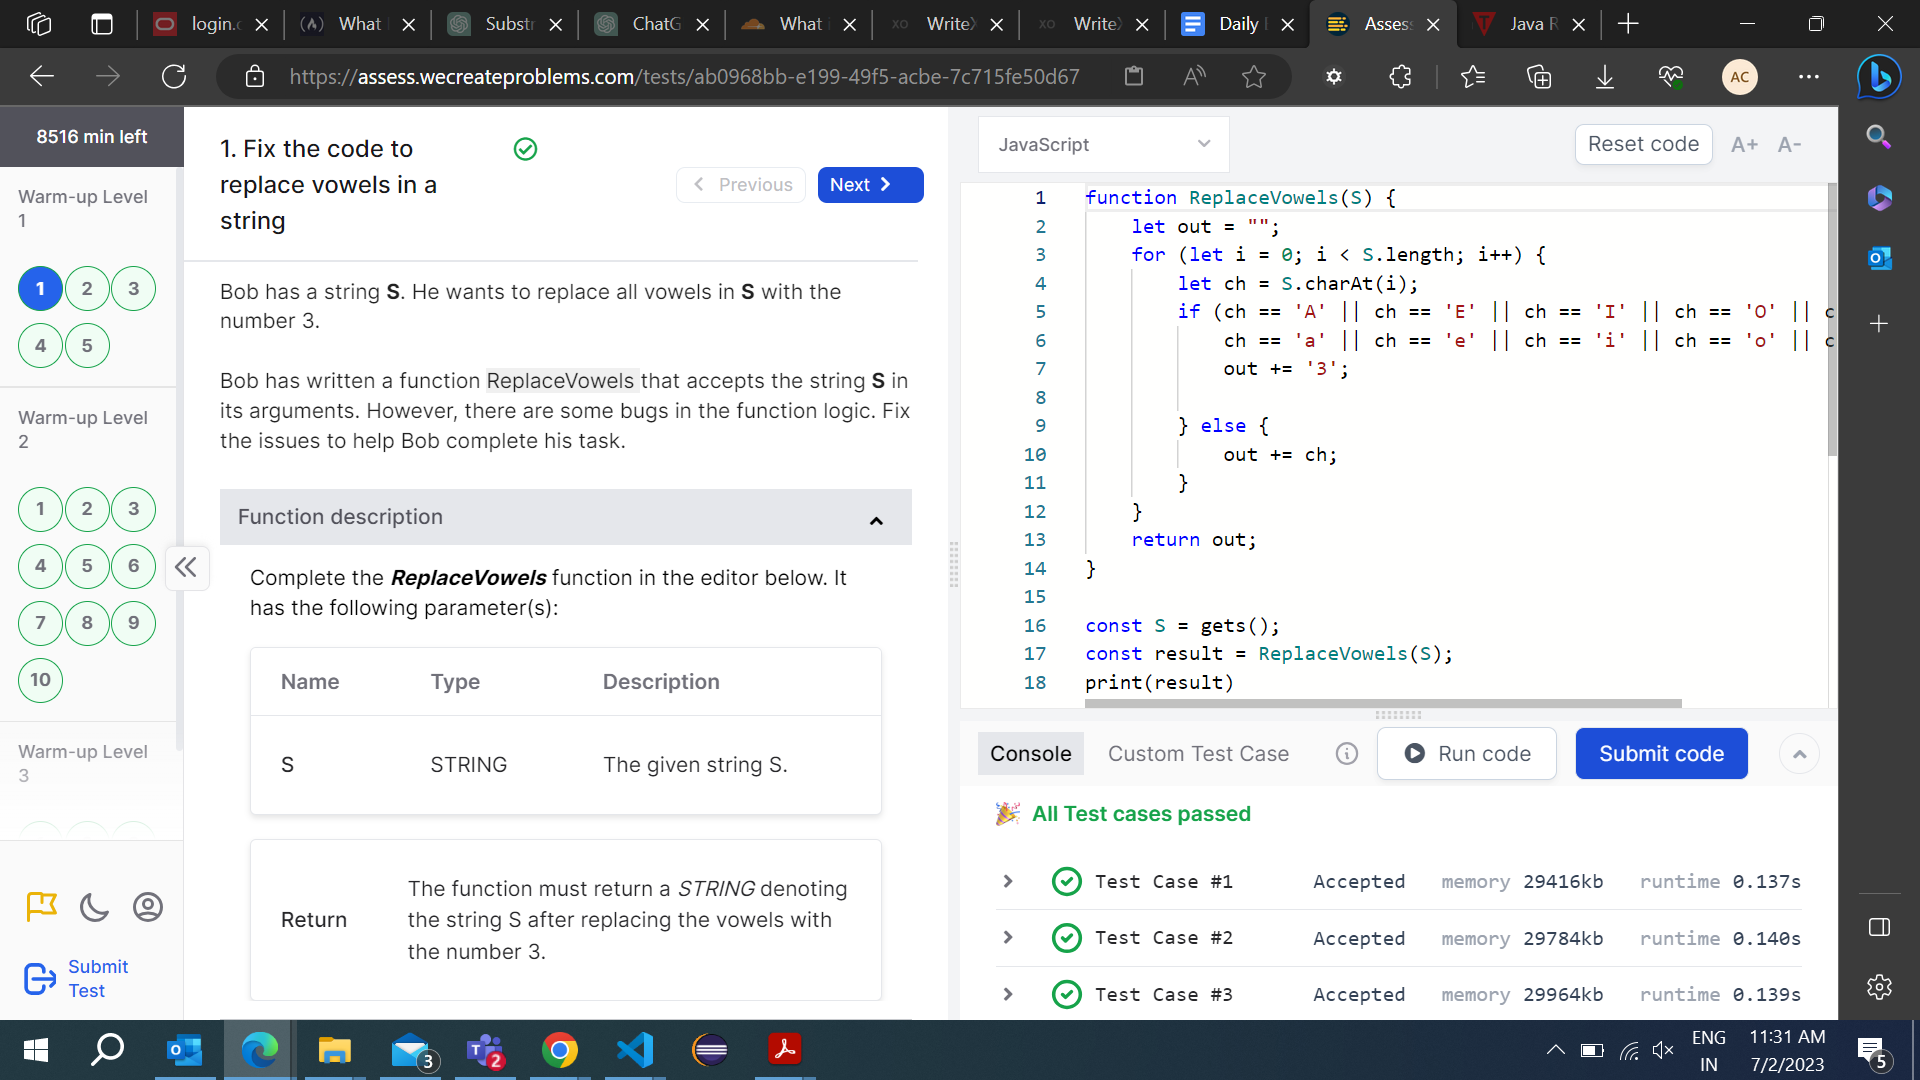 login.c
What
Substr
ChatG
What i
Write
Write
Daily
Asses
Java R
https://assess.wecreateproblems.com/tests/ab0968bb-e199-49f5-acbe-7c715fe50d67
AC
8516 min left
Warm-up Level
1
1 2 3
4 5
Warm-up Level
2
1 2 3
4 5 6
7 8 9
10
Warm-up Level
3
Submit
Test
1. Fix the code to
replace vowels in a
string
Previous
Next
Bob has a string S. He wants to replace all vowels in S with the
number 3.
Bob has written a function ReplaceVowels that accepts the string S in
its arguments. However, there are some bugs in the function logic. Fix
the issues to help Bob complete his task.
Function description
Complete the ReplaceVowels function in the editor below. It
has the following parameter(s):
Name Type Description
S STRING The given string S.
Return
The function must return a STRING denoting
the string S after replacing the vowels with
the number 3.
JavaScript
Reset code A+ A-
1 function ReplaceVowels(S) {
2 let out = "";
3 for (let i = 0; i < S.length; i++) {
4 let ch = S.charAt(i);
5 if (ch == 'A' || ch == 'E' || ch == 'I' || ch == 'O' || c
6 ch == 'a' || ch == 'e' || ch == 'i' || ch == 'o' || c
7 out += '3';
8
9 } else {
10 out += ch;
11 }
12 }
13 return out;
14 }
15
16 const S = gets();
17 const result = ReplaceVowels(S);
18 print(result)
Console Custom Test Case Run code Submit code
All Test cases passed
Test Case #1 Accepted memory 29416kb runtime 0.137s
Test Case #2 Accepted memory 29784kb runtime 0.140s
Test Case #3 Accepted memory 29964kb runtime 0.139s
3
2
ENG
IN
11:31 AM
7/2/2023
5